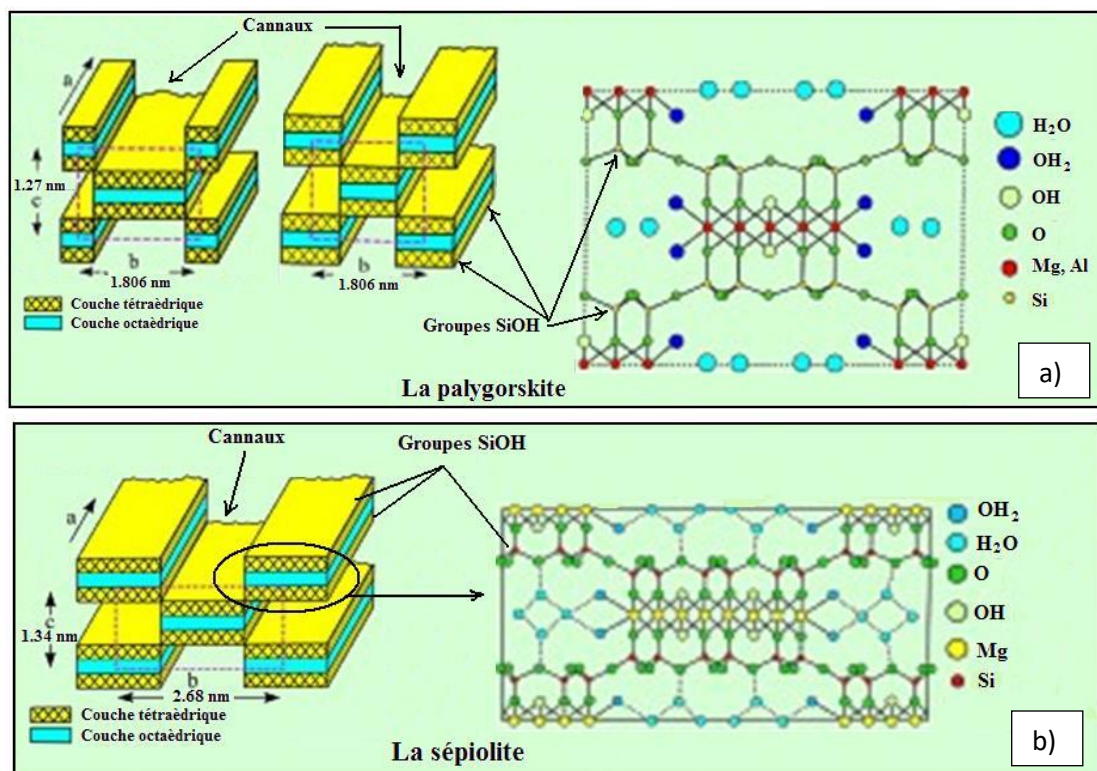 Cannaux
a
1.27 nm
c
b
1.806 nm
b
1.806 nm
Couche tétraèdrique
Couche octaèdrique
Groupes SiOH
H2O
OH2
OH
O
Mg, Al
Si
La palygorskite
a)
Cannaux
Groupes SiOH
a
c
1.34 nm
b
2.68 nm
Couche tétraèdrique
Couche octaèdrique
OH2
H2O
O
OH
Mg
Si
La sépiolite
b)